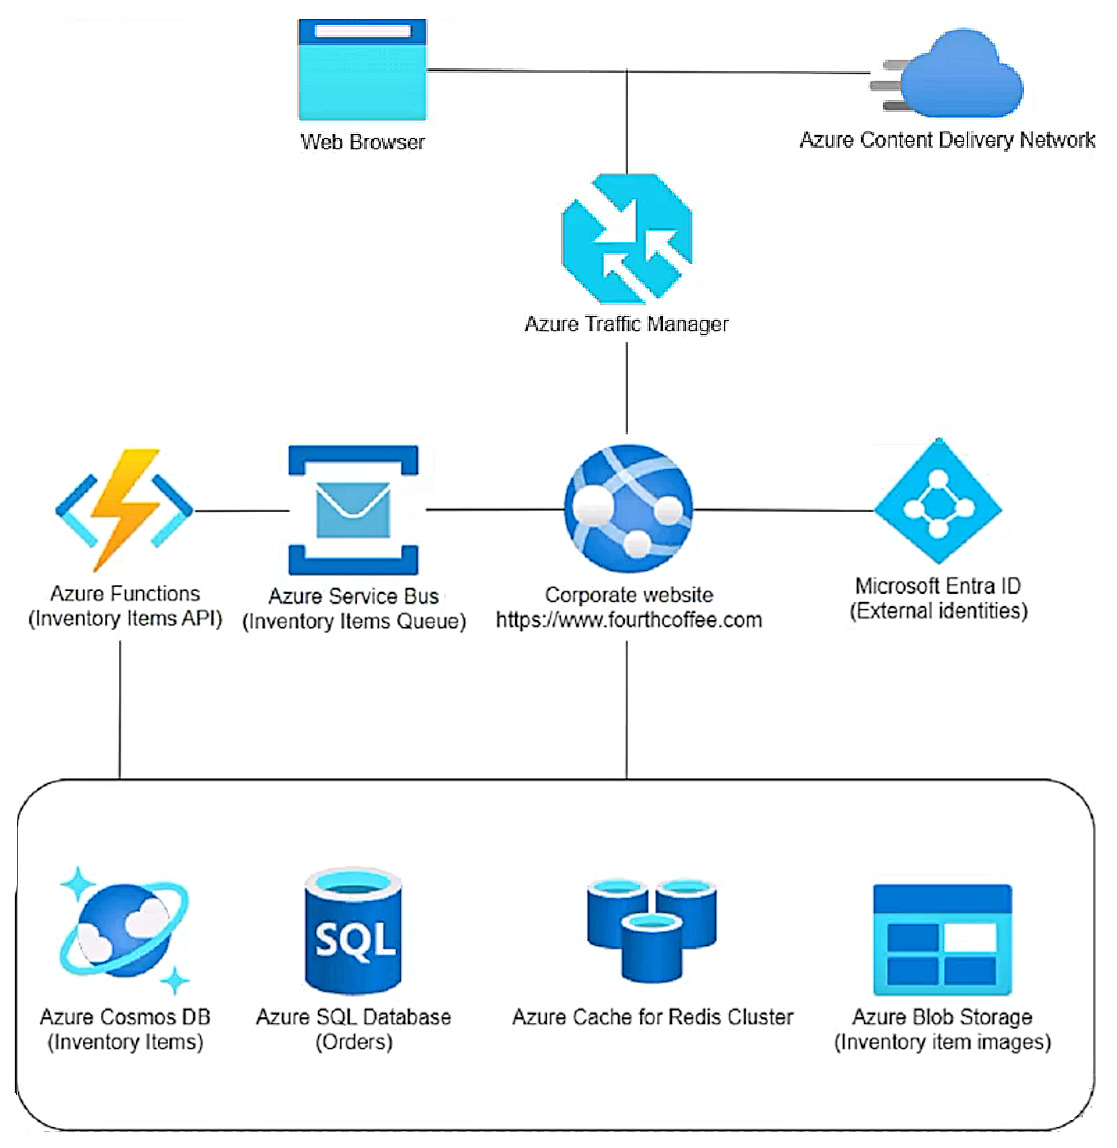 Web Browser
Azure Content Delivery Network
Azure Traffic Manager
Azure Functions
(Inventory Items API)
Azure Service Bus
(Inventory Items Queue)
Corporate website
https://www.fourthcoffee.com
Microsoft Entra ID
(External identities)
Azure Cosmos DB
(Inventory Items)
SQL
Azure SQL Database
(Orders)
Azure Cache for Redis Cluster
Azure Blob Storage
(Inventory item images)